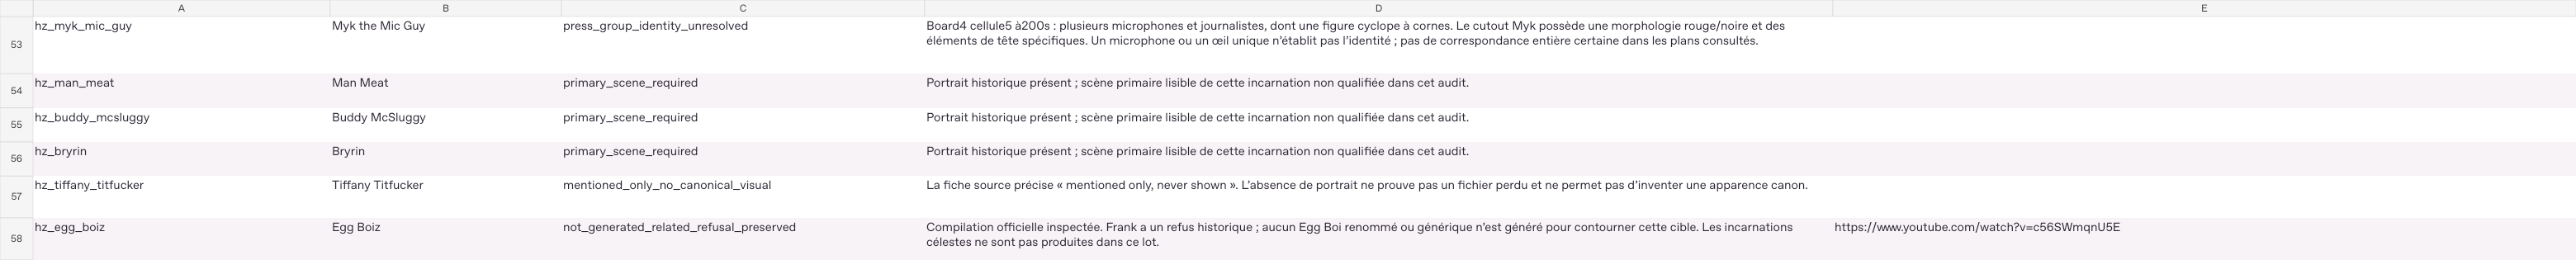 A B C D E
53 hz_myk_mic_guy Myk the Mic Guy press_group_identity_unresolved Board4 cellule5 à200s : plusieurs microphones et journalistes, dont une figure cyclope à cornes. Le cutout Myk possède une morphologie rouge/noire et des
éléments de tête spécifiques. Un microphone ou un œil unique n’établit pas l’identité ; pas de correspondance entière certaine dans les plans consultés.
54 hz_man_meat Man Meat primary_scene_required Portrait historique présent ; scène primaire lisible de cette incarnation non qualifiée dans cet audit.
55 hz_buddy_mcsluggy Buddy McSluggy primary_scene_required Portrait historique présent ; scène primaire lisible de cette incarnation non qualifiée dans cet audit.
56 hz_bryrin Bryrin primary_scene_required Portrait historique présent ; scène primaire lisible de cette incarnation non qualifiée dans cet audit.
57 hz_tiffany_titfucker Tiffany Titfucker mentioned_only_no_canonical_visual La fiche source précise « mentioned only, never shown ». L’absence de portrait ne prouve pas un fichier perdu et ne permet pas d’inventer une apparence canon.
58 hz_egg_boiz Egg Boiz not_generated_related_refusal_preserved Compilation officielle inspectée. Frank a un refus historique ; aucun Egg Boi renommé ou générique n’est généré pour contourner cette cible. Les incarnations https://www.youtube.com/watch?v=c56SWmqnU5E
célestes ne sont pas produites dans ce lot.